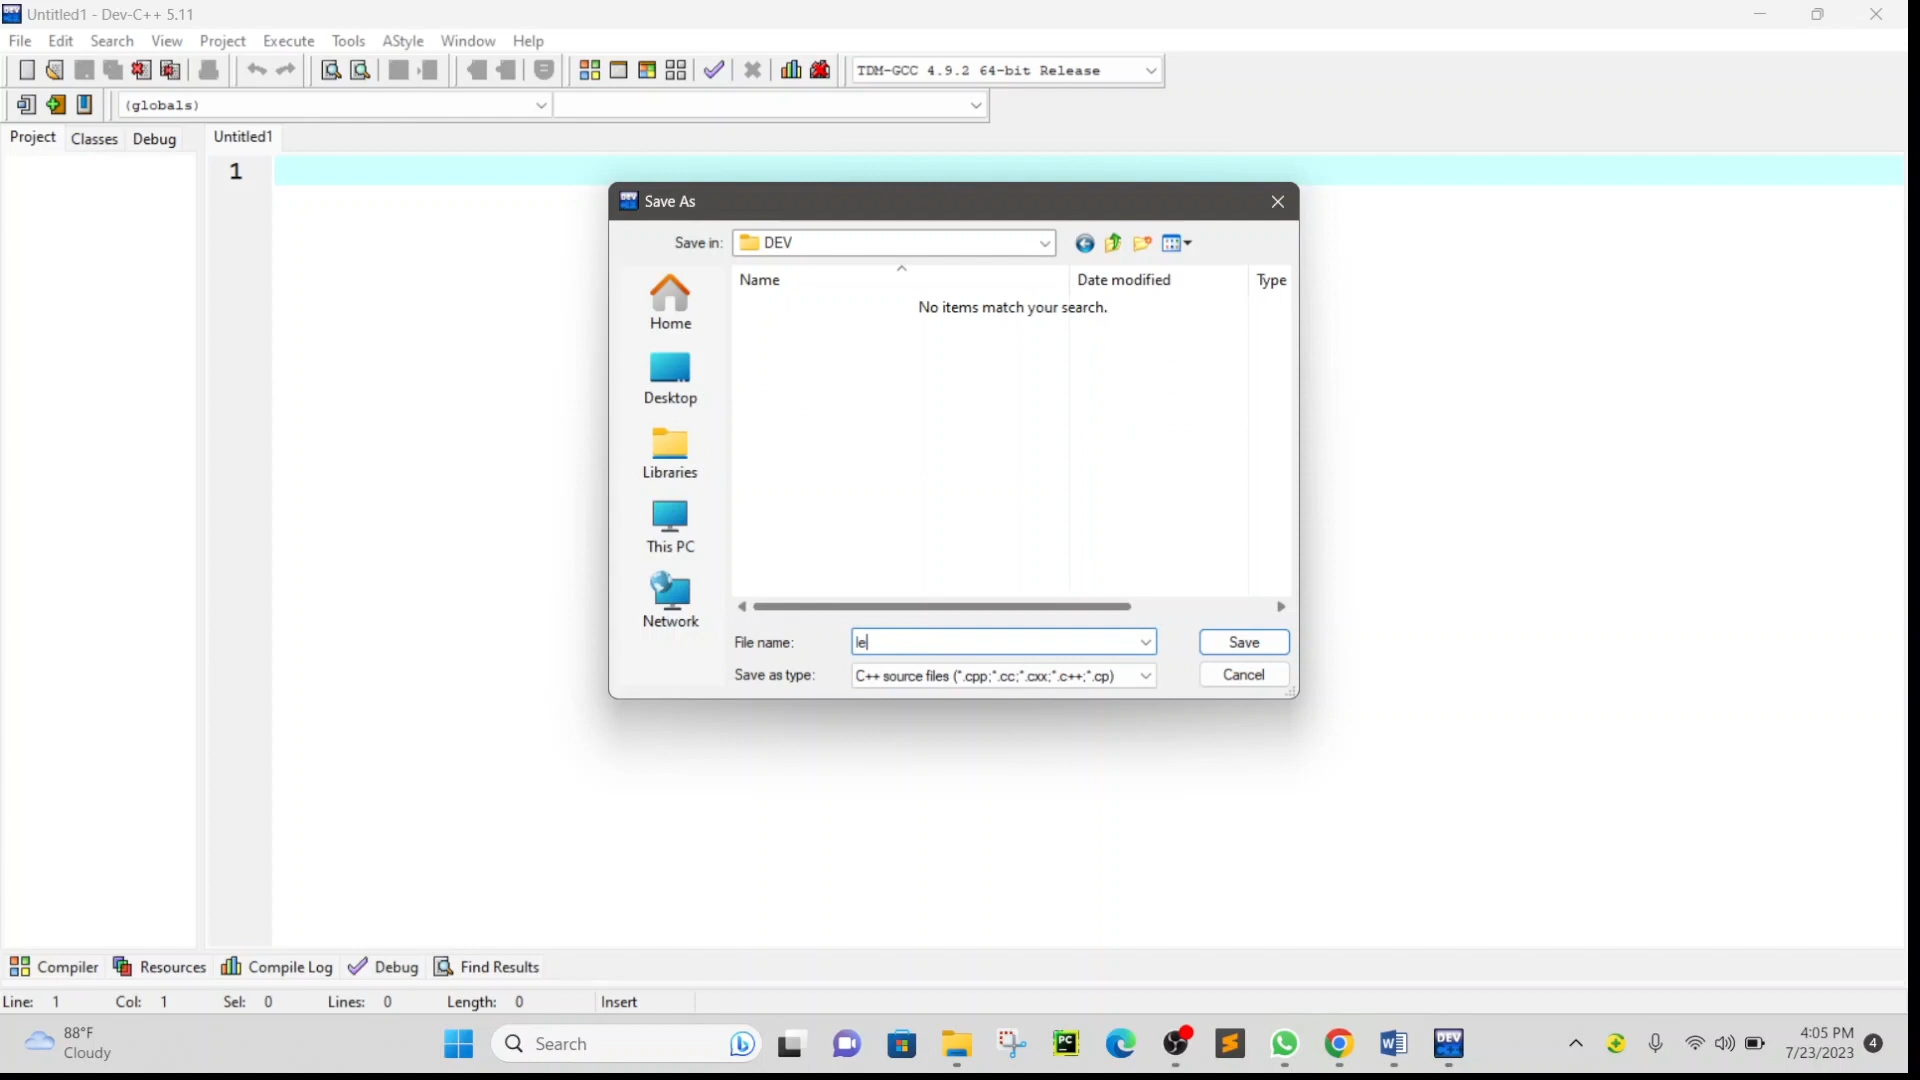 Untitled1 - Dev-C++ 5.11
File Edit Search View Project Execute Tools AStyle Window Help
TDM-GCC 4.9.2 64-bit Release
(globals)
Project Classes Debug Untitled1
1
Save As
Save in: DEV
Name Date modified Type
No items match your search.
Home
Desktop
Libraries
This PC
Network
File name: le Save
Save as type: C++ source files (*.cpp;*.cc;*.cxx;*.c++;*.cp) Cancel
Compiler Resources Compile Log Debug Find Results
Line: 1 Col: 1 Sel: 0 Lines: 0 Length: 0 Insert
88°F
Cloudy
Search
PC
DEV
4:05 PM
7/23/2023
4